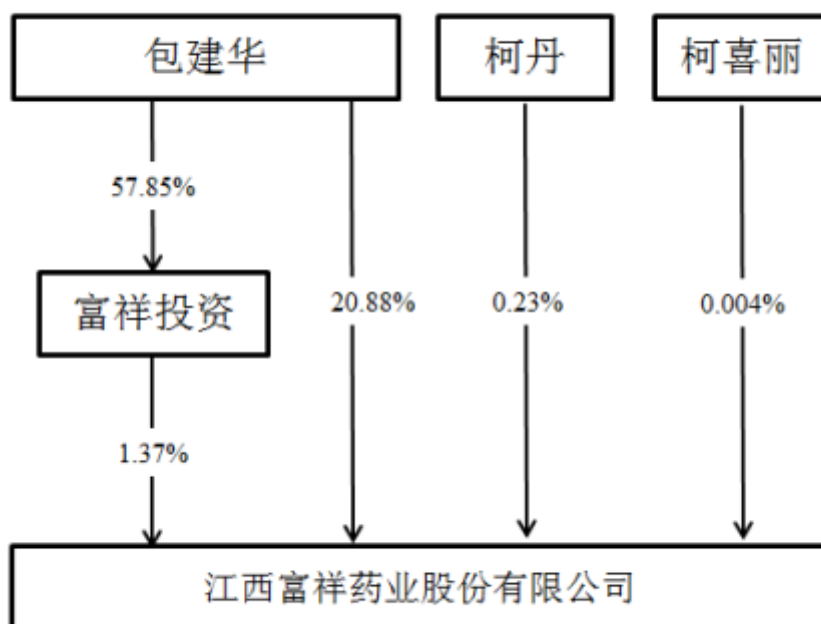 包建华
柯丹
柯喜丽
57.85%
富祥投资
20.88%
0.23%
0.004%
1.37%
江西富祥药业股份有限公司